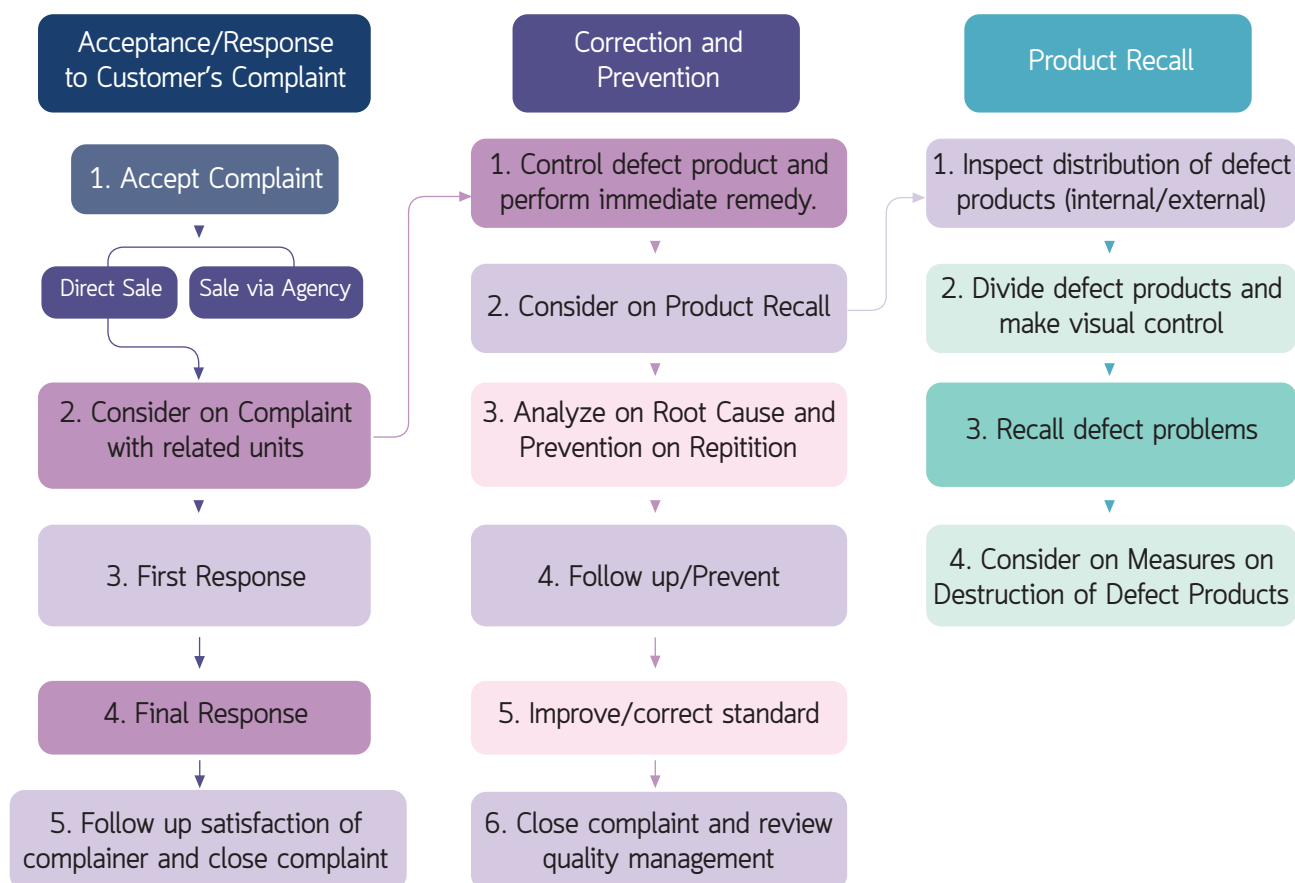 Acceptance/Response
to Customer's Complaint
1. Accept Complaint
Direct Sale
Sale via Agency
2. Consider on Complaint
with related units
3. First Response
4. Final Response
5. Follow up satisfaction of
complainer and close complaint
Correction and
Prevention
1. Control defect product and
perform immediate remedy.
2. Consider on Product Recall
3. Analyze on Root Cause and
Prevention on Repitition
4. Follow up/Prevent
5. Improve/correct standard
6. Close complaint and review
quality management
Product Recall
1. Inspect distribution of defect
products (internal/external)
2. Divide defect products and
make visual control
3. Recall defect problems
4. Consider on Measures on
Destruction of Defect Products